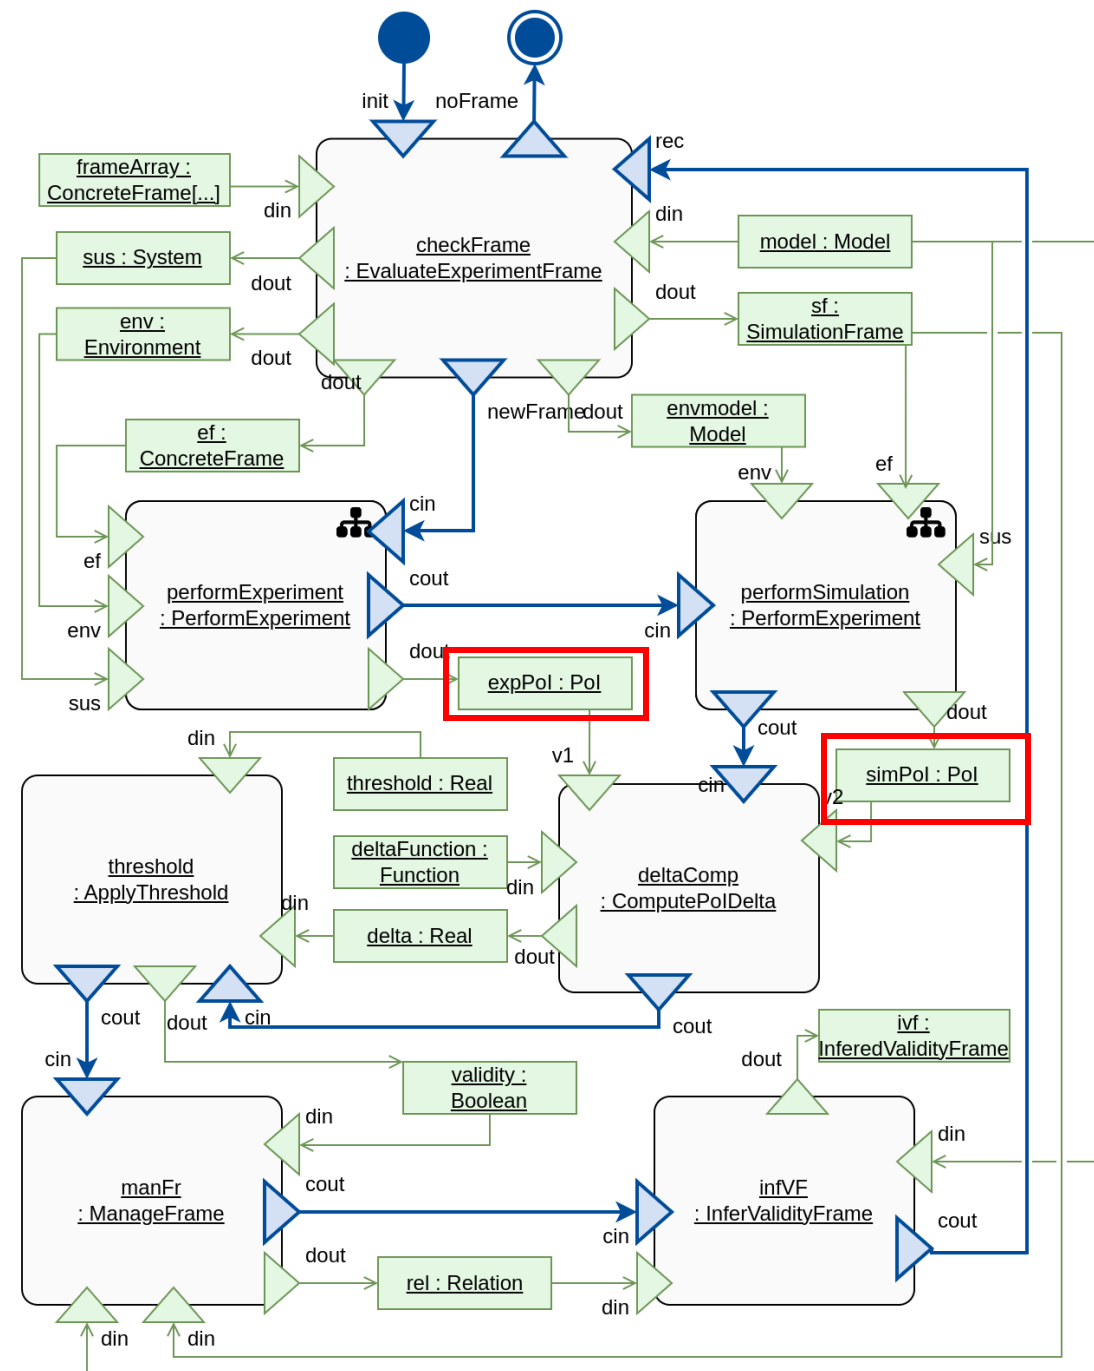 init
noFrame
rec
frameArray :
ConcreteFrame[...]
din
din
checkFrame
: EvaluateExperimentFrame
model : Model
sus : System
dout
dout
sf :
SimulationFrame
env :
Environment
dout
dout
newFrame
dout
envmodel :
Model
ef :
ConcreteFrame
env
ef
cin
sus
ef
cout
performExperiment
: PerformExperiment
performSimulation
: PerformExperiment
env
cin
dout
sus
expPoI : PoI
dout
cout
din
v1
threshold : Real
cin
simPoI : PoI
v2
deltaFunction :
Function
din
threshold
: ApplyThreshold
deltaComp
: ComputePoIDelta
din
delta : Real
dout
cout
dout
cin
cout
ivf :
InferedValidityFrame
cin
dout
validity :
Boolean
din
din
manFr
: ManageFrame
cout
infVF
: InferValidityFrame
cin
cout
dout
rel : Relation
din
din
din